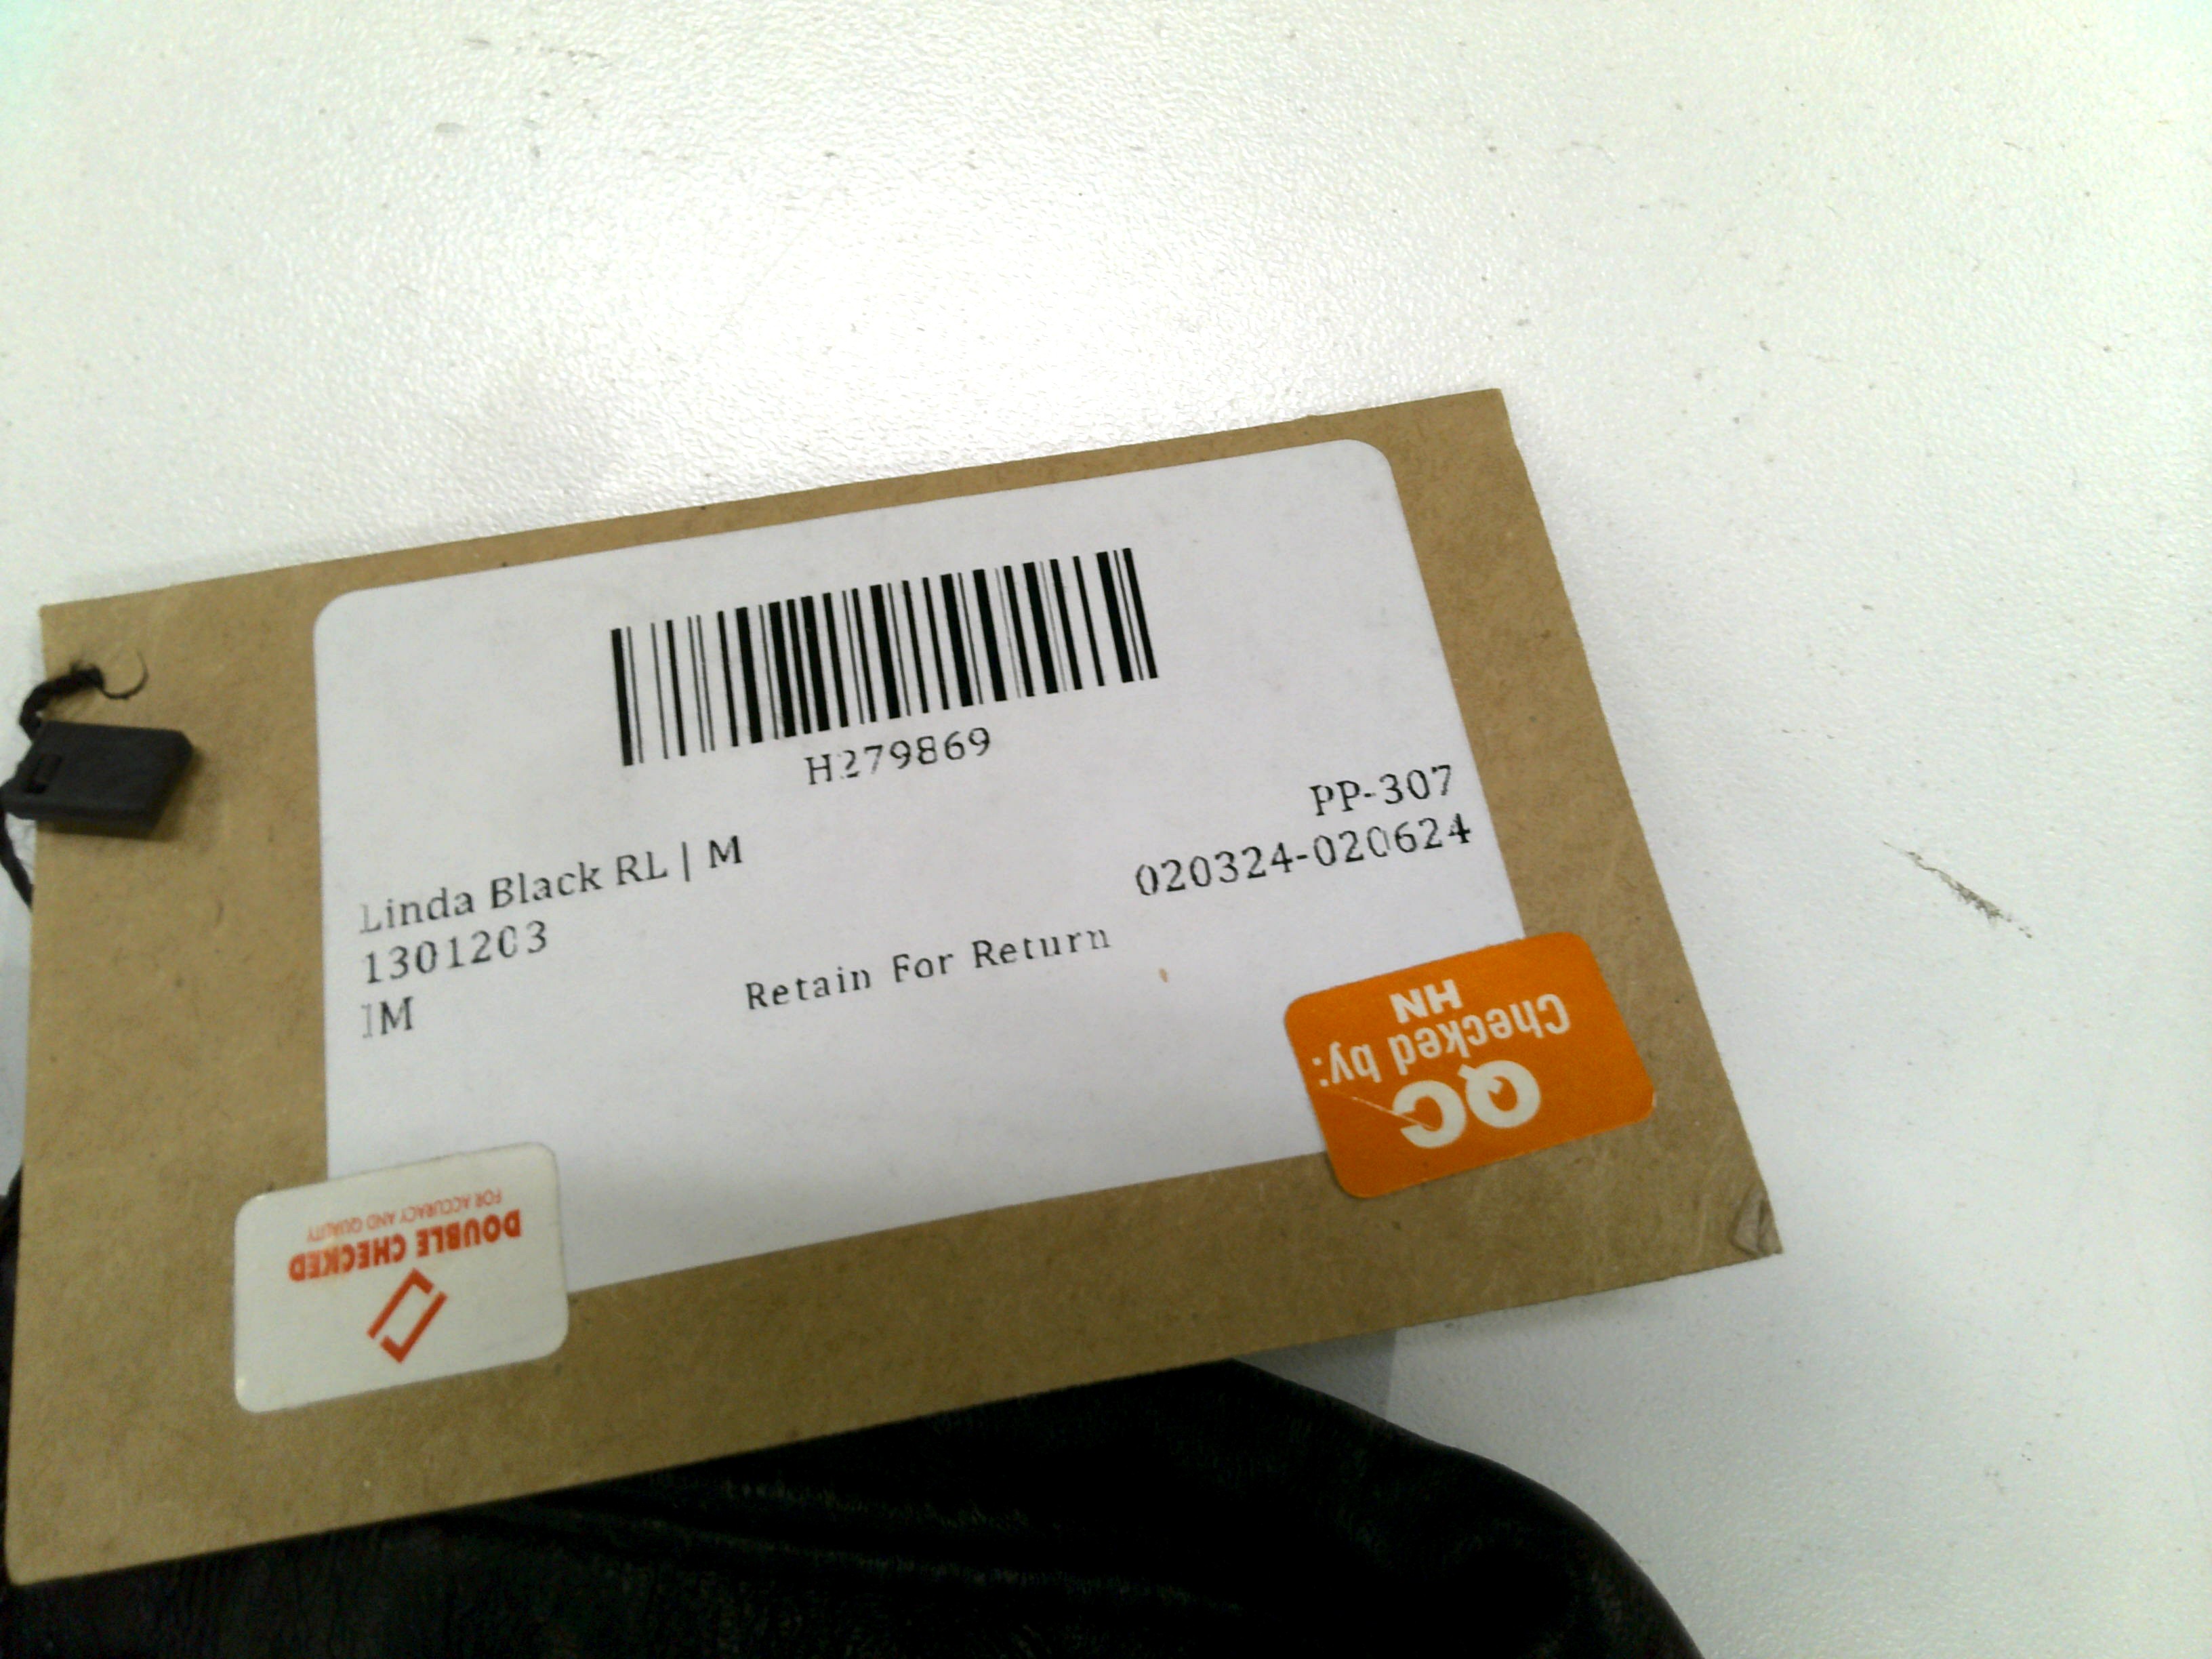 H279869
PP-307
020324-020624
Linda Black RL | M
1301203
1M
Retain For Return
QC
Checked by:
HN
DOUBLE CHECKED
FOR ACCURACY AND QUALITY